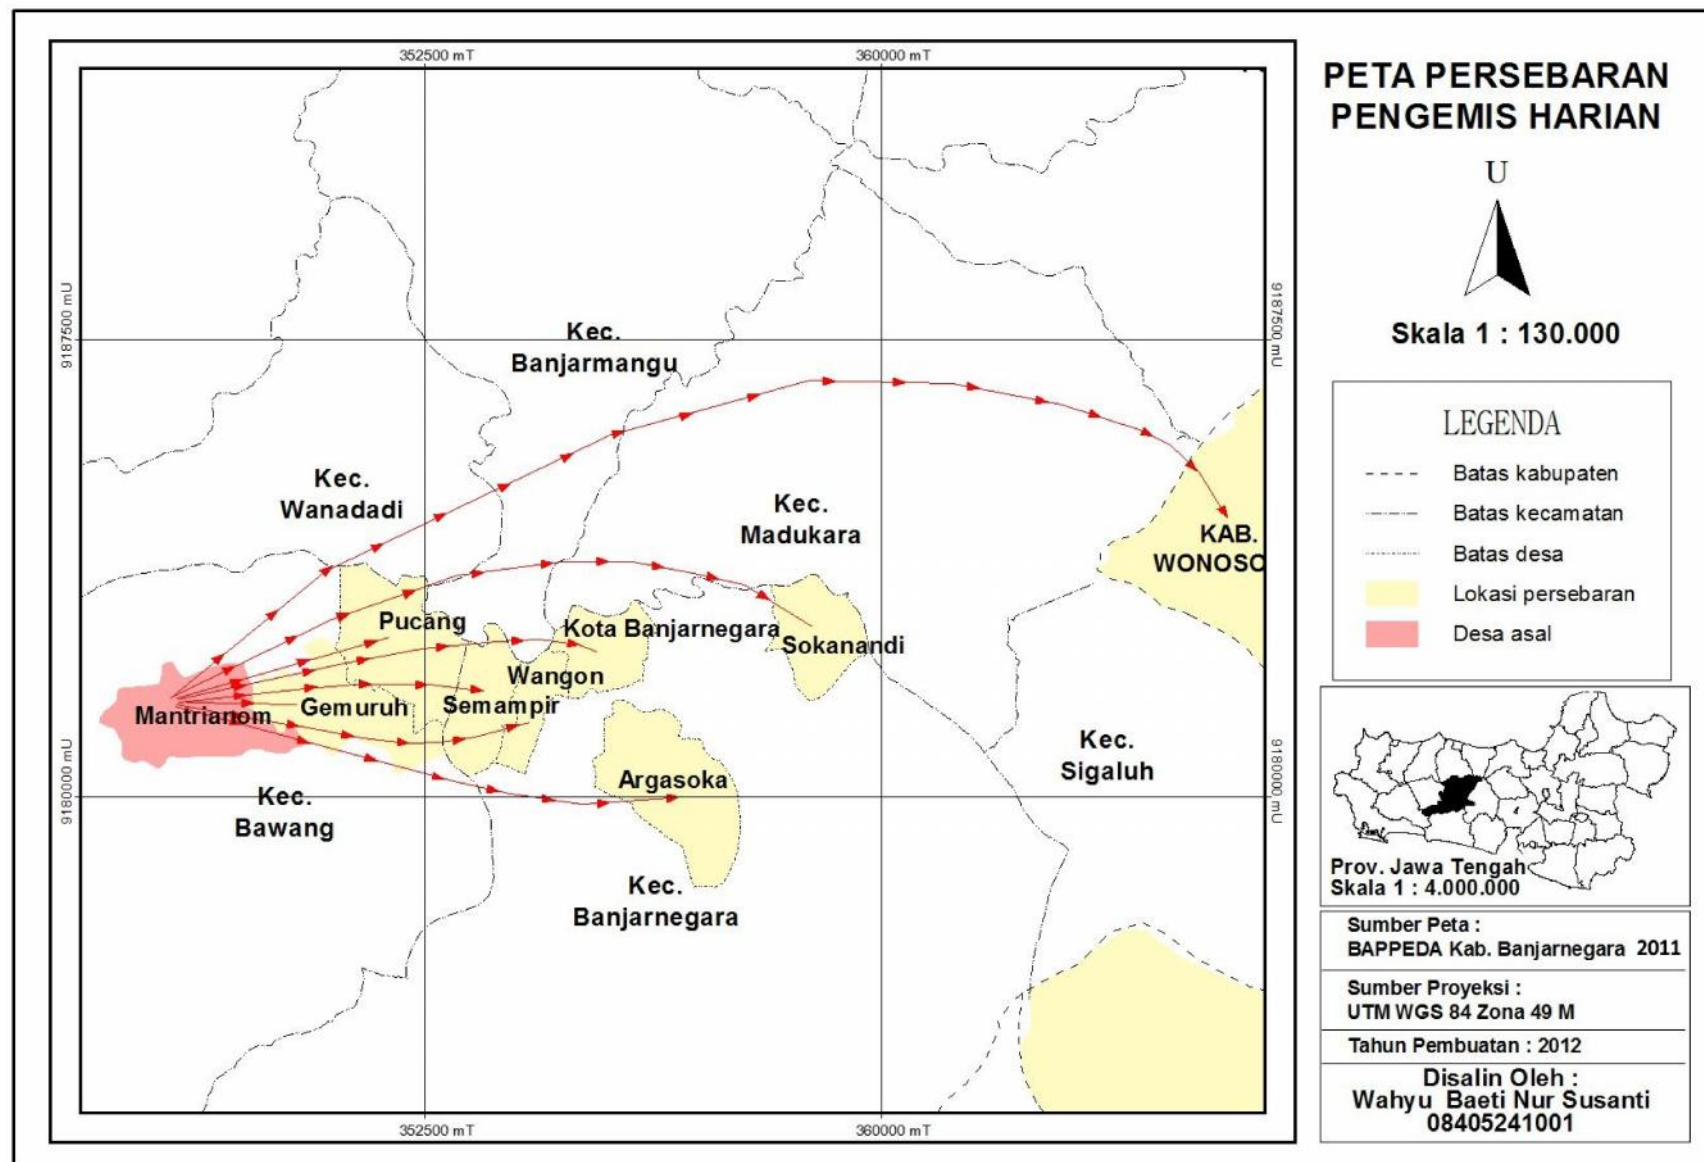 352500 mT
360000 mT
9187500 mU
9187500 mU
9180000 mU
9180000 mU
352500 mT
360000 mT
Kec.
Banjarmangu
Kec.
Wanadadi
Kec.
Madukara
KAB.
WONOSO
Pucang
Kota Banjarnegara
Sokanandi
Wangon
Mantrianom
Gemuruh
Semampir
Kec.
Sigaluh
Argasoka
Kec.
Bawang
Kec.
Banjarnegara
PETA PERSEBARAN
PENGEMIS HARIAN
U
Skala 1 : 130.000
LEGENDA
Batas kabupaten
Batas kecamatan
Batas desa
Lokasi persebaran
Desa asal
Prov. Jawa Tengah
Skala 1 : 4.000.000
Sumber Peta :
BAPPEDA Kab. Banjarnegara 2011
Sumber Proyeksi :
UTM WGS 84 Zona 49 M
Tahun Pembuatan : 2012
Disalin Oleh :
Wahyu Baeti Nur Susanti
08405241001